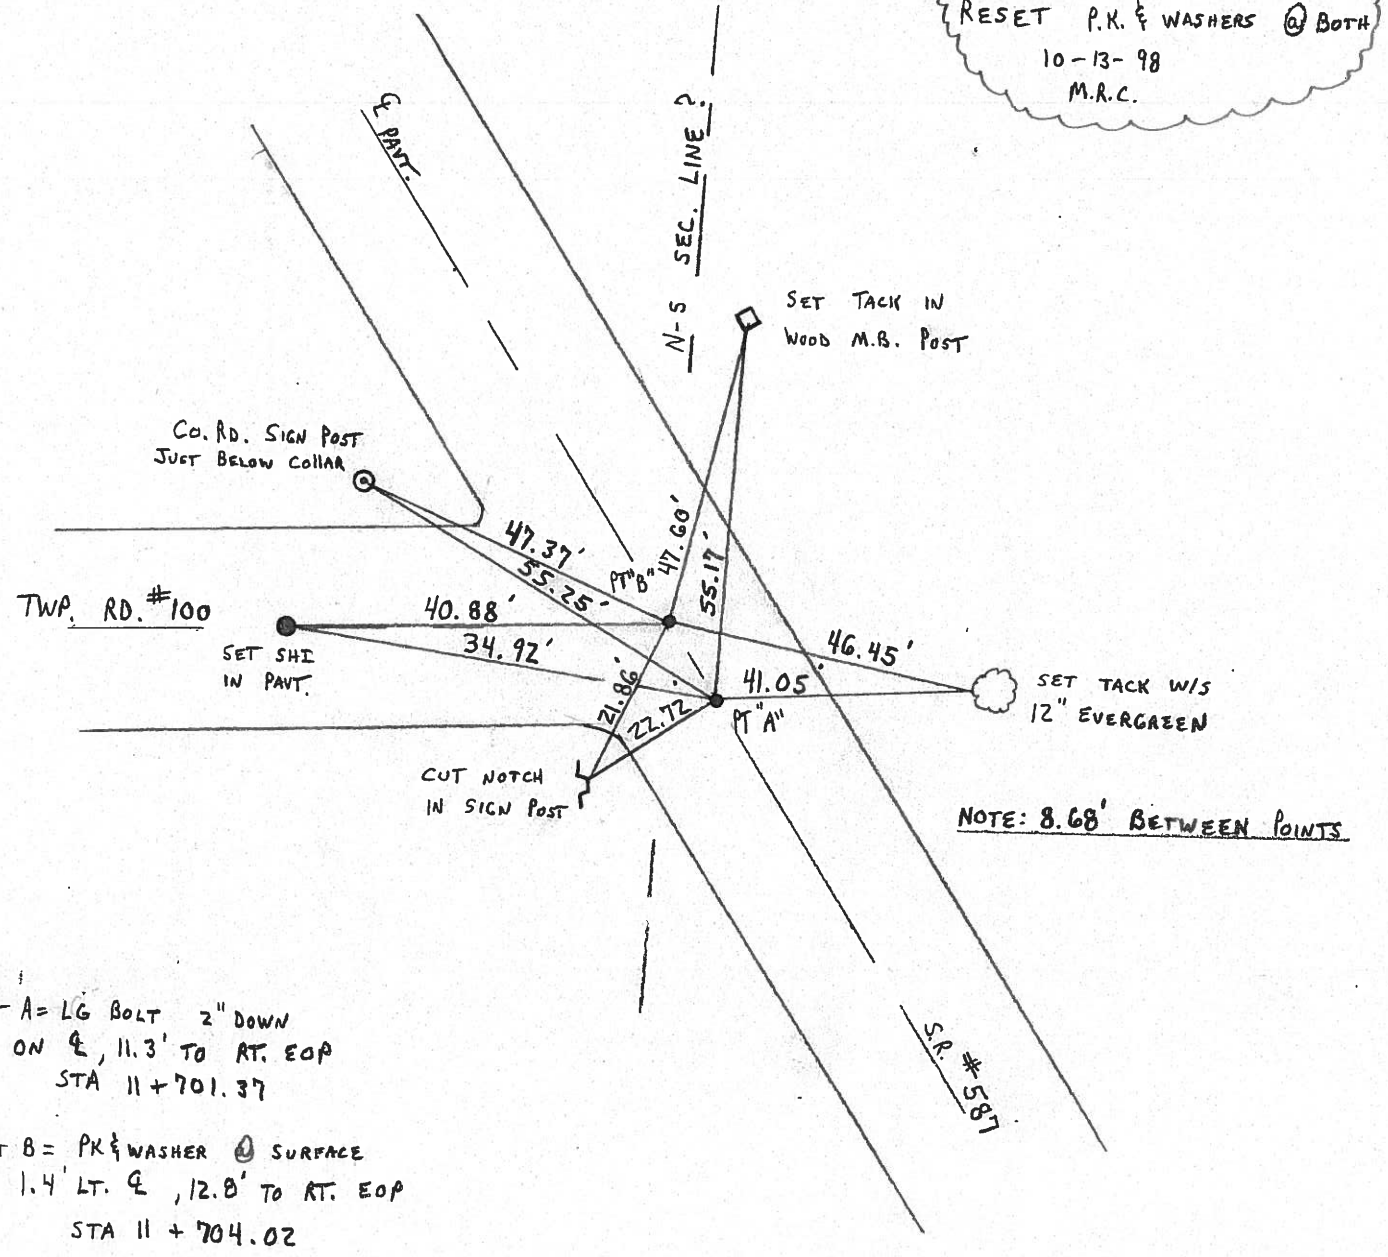 RESET P.K. & WASHERS @ BOTH
10-13-98
M.R.C.
℄ PAVT.
N-S SEC. LINE ?
SET TACK IN
WOOD M.B. POST
CO. RD. SIGN POST
JUST BELOW COLLAR
47.37'
55.25'
PT "B"
47.60'
55.17'
TWP. RD. #100
40.88'
34.92'
46.45'
41.05'
SET SHI
IN PAVT.
21.86'
22.72'
PT "A"
SET TACK W/S
12" EVERGREEN
CUT NOTCH
IN SIGN POST
NOTE: 8.68' BETWEEN POINTS
S.R. #587
A = LG BOLT 2" DOWN
ON ℄, 11.3' TO RT. EOP
STA 11 + 701.37
B = PK & WASHER @ SURFACE
1.4' LT. ℄, 12.8' TO RT. EOP
STA 11 + 704.02